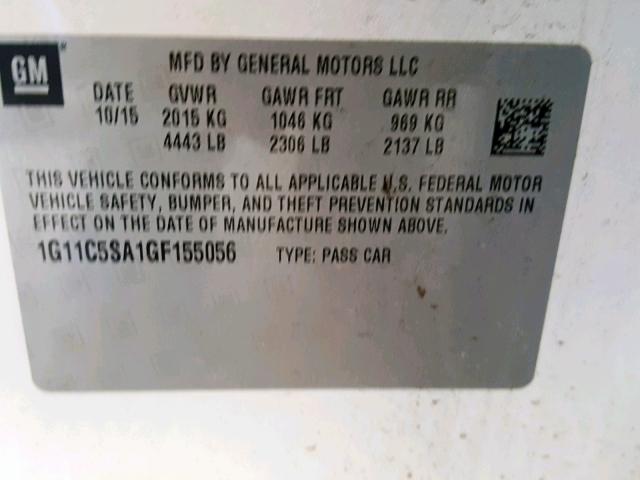 GM
MFD BY GENERAL MOTORS LLC
DATE GVWR GAWR FRT GAWR RR
10/15 2015 KG 1046 KG 969 KG
4443 LB 2306 LB 2137 LB
THIS VEHICLE CONFORMS TO ALL APPLICABLE U.S. FEDERAL MOTOR
VEHICLE SAFETY, BUMPER, AND THEFT PREVENTION STANDARDS IN
EFFECT ON THE DATE OF MANUFACTURE SHOWN ABOVE.
1G11C5SA1GF155056 TYPE: PASS CAR